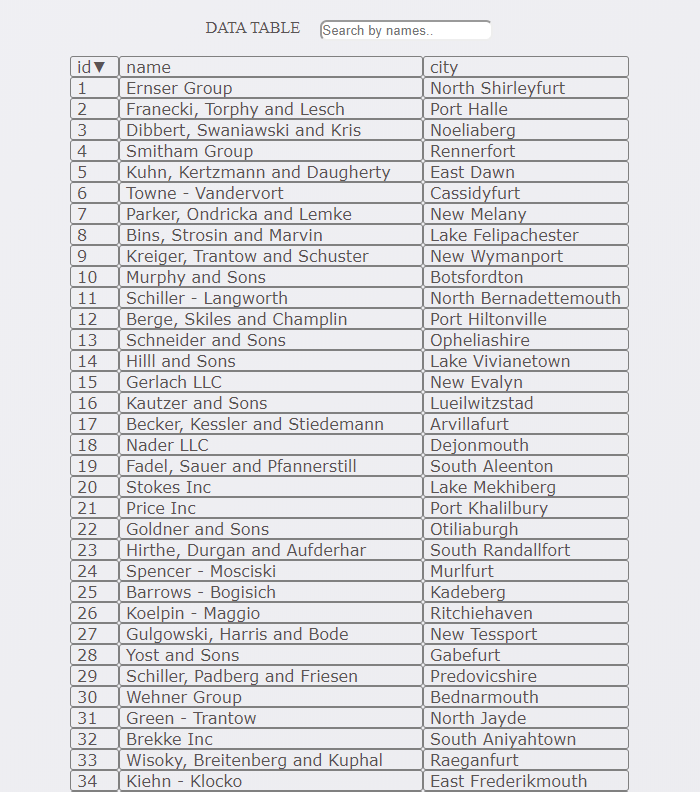 DATA TABLE Search by names..
id▼ name city
1 Ernser Group North Shirleyfurt
2 Franecki, Torphy and Lesch Port Halle
3 Dibbert, Swaniawski and Kris Noeliaberg
4 Smitham Group Rennerfort
5 Kuhn, Kertzmann and Daugherty East Dawn
6 Towne - Vandervort Cassidyfurt
7 Parker, Ondricka and Lemke New Melany
8 Bins, Strosin and Marvin Lake Felipachester
9 Kreiger, Trantow and Schuster New Wymanport
10 Murphy and Sons Botsfordton
11 Schiller - Langworth North Bernadettemouth
12 Berge, Skiles and Champlin Port Hiltonville
13 Schneider and Sons Opheliashire
14 Hilll and Sons Lake Vivianetown
15 Gerlach LLC New Evalyn
16 Kautzer and Sons Lueilwitzstad
17 Becker, Kessler and Stiedemann Arvillafurt
18 Nader LLC Dejonmouth
19 Fadel, Sauer and Pfannerstill South Aleenton
20 Stokes Inc Lake Mekhiberg
21 Price Inc Port Khalilbury
22 Goldner and Sons Otiliaburgh
23 Hirthe, Durgan and Aufderhar South Randallfort
24 Spencer - Mosciski Murlfurt
25 Barrows - Bogisich Kadeberg
26 Koelpin - Maggio Ritchiehaven
27 Gulgowski, Harris and Bode New Tessport
28 Yost and Sons Gabefurt
29 Schiller, Padberg and Friesen Predovicshire
30 Wehner Group Bednarmouth
31 Green - Trantow North Jayde
32 Brekke Inc South Aniyahtown
33 Wisoky, Breitenberg and Kuphal Raeganfurt
34 Kiehn - Klocko East Frederikmouth